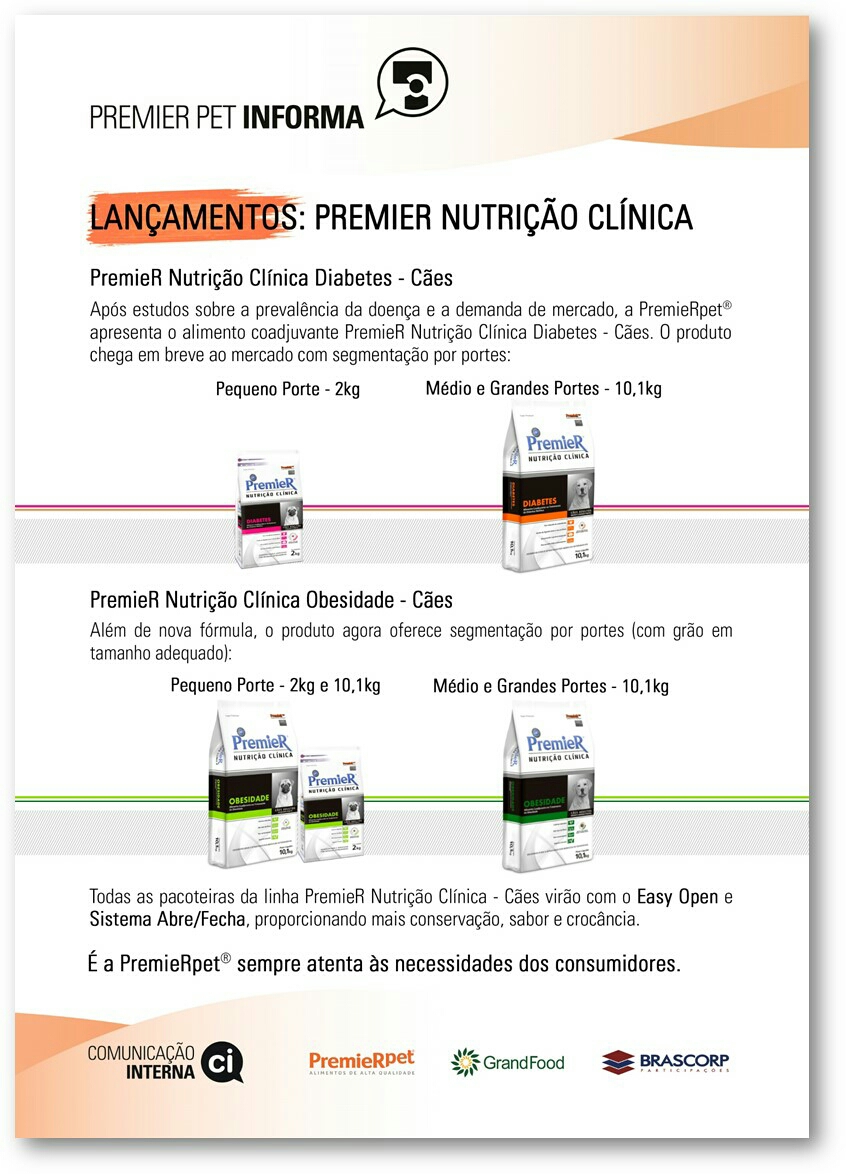 PREMIER PET INFORMA
LANÇAMENTOS: PREMIER NUTRIÇÃO CLÍNICA
PremieR Nutrição Clínica Diabetes - Cães
Após estudos sobre a prevalência da doença e a demanda de mercado, a PremieRpet®
apresenta o alimento coadjuvante PremieR Nutrição Clínica Diabetes - Cães. O produto
chega em breve ao mercado com segmentação por portes:
Pequeno Porte - 2kg
Médio e Grandes Portes - 10,1kg
PremieR
NUTRIÇÃO CLÍNICA
DIABETES
2kg
PremieR
NUTRIÇÃO CLÍNICA
DIABETES
DIABETES
10,1kg
PremieR Nutrição Clínica Obesidade - Cães
Além de nova fórmula, o produto agora oferece segmentação por portes (com grão em
tamanho adequado):
Pequeno Porte - 2kg e 10,1kg
Médio e Grandes Portes - 10,1kg
PremieR
NUTRIÇÃO CLÍNICA
OBESIDADE
OBESIDADE
10,1kg
PremieR
NUTRIÇÃO CLÍNICA
OBESIDADE
2kg
PremieR
NUTRIÇÃO CLÍNICA
OBESIDADE
OBESIDADE
10,1kg
Todas as pacoteiras da linha PremieR Nutrição Clínica - Cães virão com o Easy Open e
Sistema Abre/Fecha, proporcionando mais conservação, sabor e crocância.
É a PremieRpet® sempre atenta às necessidades dos consumidores.
COMUNICAÇÃO
INTERNA
ci
PremieRpet®
ALIMENTOS DE ALTA QUALIDADE
GrandFood
BRASCORP
PARTICIPAÇÕES